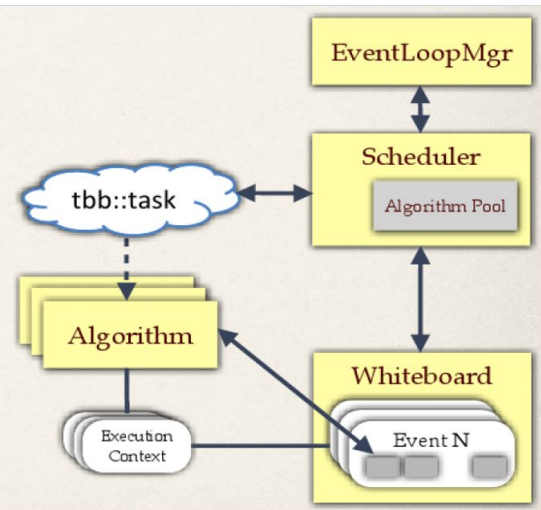 EventLoopMgr
Scheduler
Algorithm Pool
tbb::task
Algorithm
Execution
Context
Whiteboard
Event N